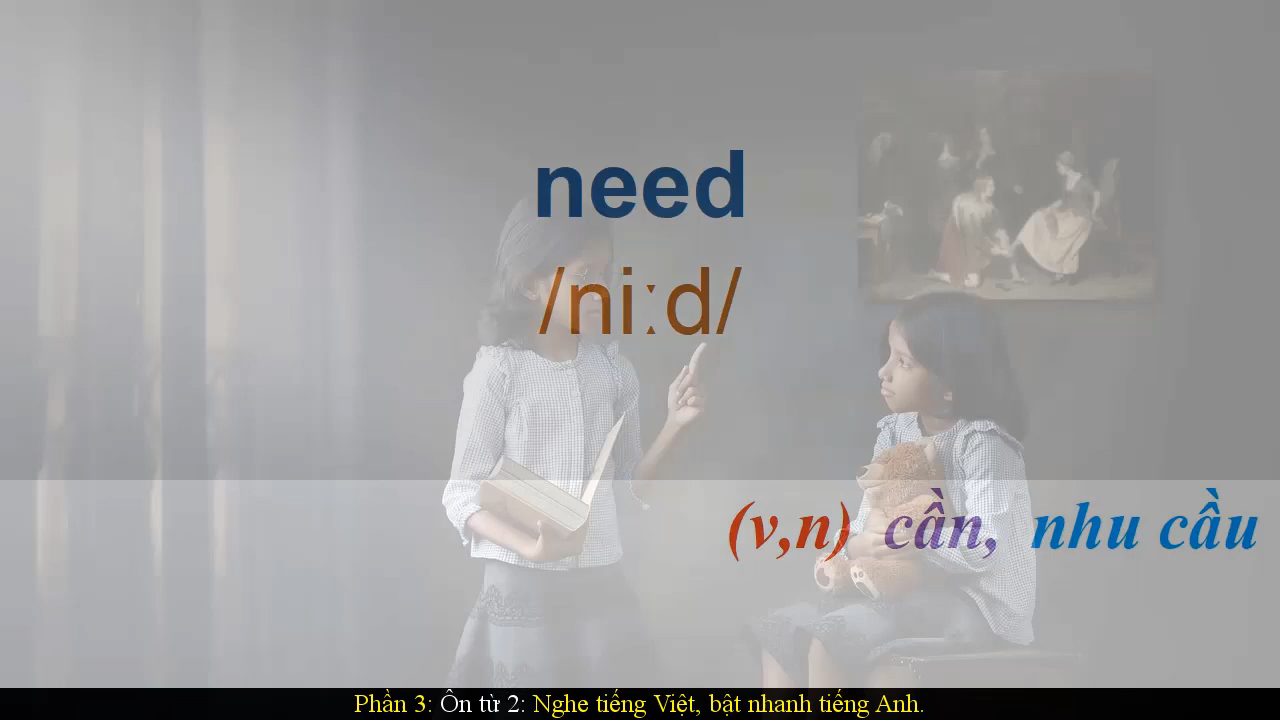 need
/niːd/
(v,n) cần, nhu cầu
Phần 3: Ôn từ 2: Nghe tiếng Việt, bật nhanh tiếng Anh.